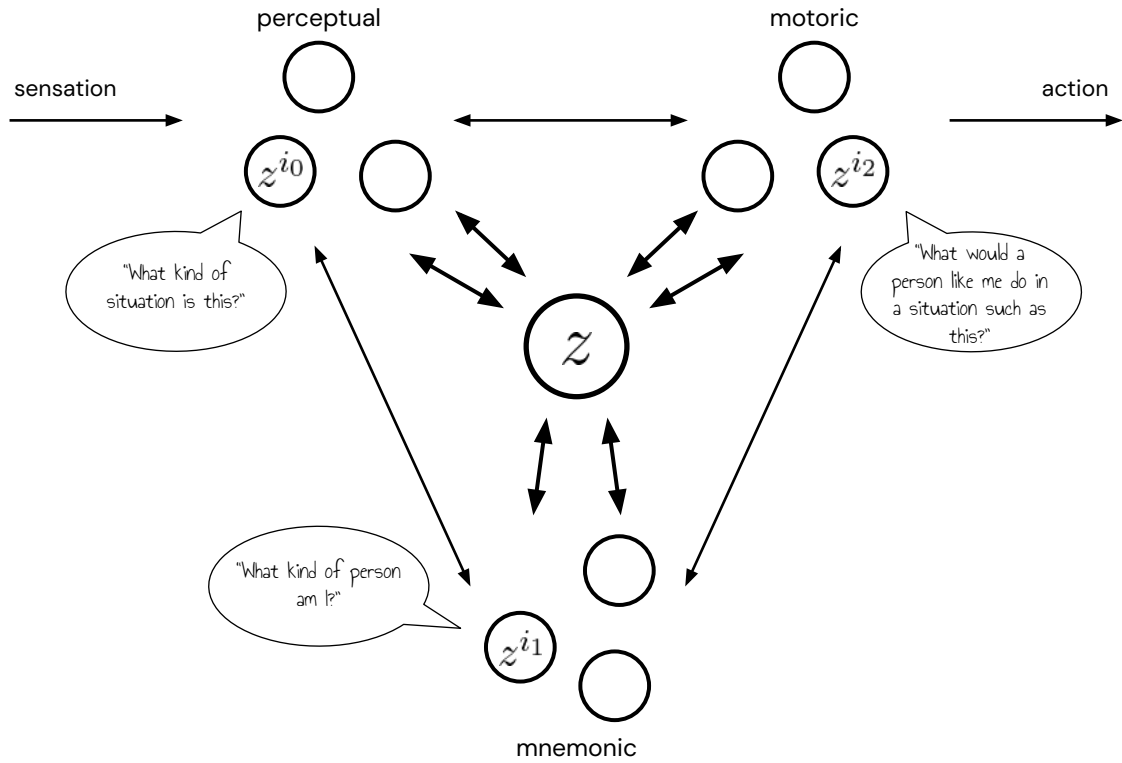 perceptual
motoric
sensation
action
z^{i_0}
z^{i_2}
"What kind of
situation is this?"
"What would a
person like me do in
a situation such as
this?"
z
"What kind of person
am I?"
z^{i_1}
mnemonic